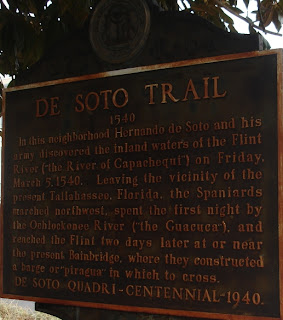 DE SOTO TRAIL
1540
In this neighborhood Hernando de Soto and his
army discovered the inland waters of the Flint
River ("the River of Capachequi") on Friday,
March 5, 1540. Leaving the vicinity of the
present Tallahassee, Florida, the Spaniards
marched northwest, spent the first night by
the Ochlockonee River ("the Guacuca"), and
reached the Flint two days later at or near
the present Bainbridge, where they constructed
a barge or "piragua" in which to cross.
DE SOTO QUADRI-CENTENNIAL-1940.